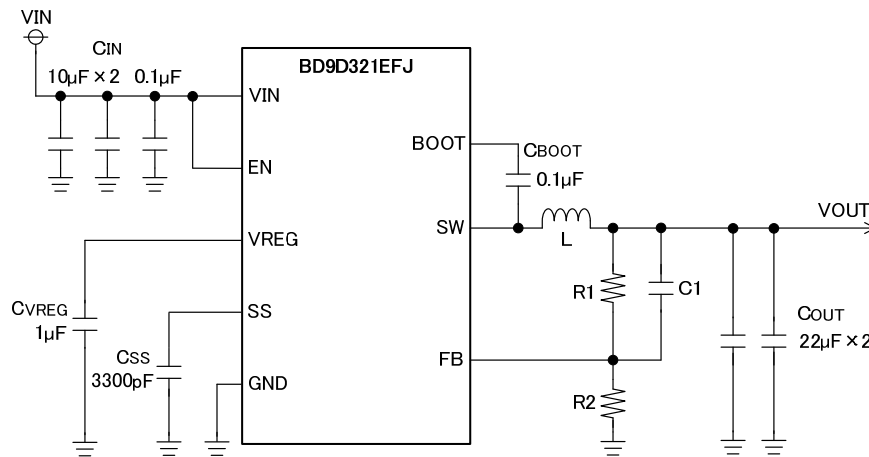 VIN
CIN
10μF×2 0.1μF
BD9D321EFJ
VIN
EN
VREG
SS
GND
BOOT
SW
FB
CVREG
1μF
CSS
3300pF
CBOOT
0.1μF
L
VOUT
R1
C1
R2
COUT
22μF×2